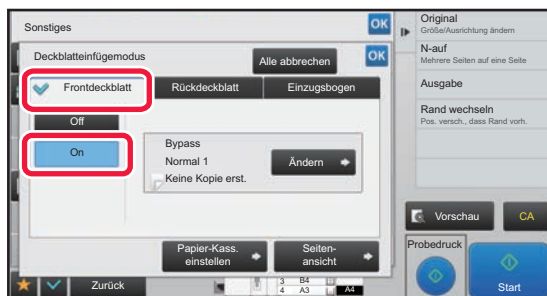 Sonstiges
OK
Deckblatteinfügemodus
Alle abbrechen
OK
Frontdeckblatt
Rückdeckblatt
Einzugsbogen
Off
On
Bypass
Normal 1
Keine Kopie erst.
Ändern
Papier-Kass.
einstellen
Seiten-
ansicht
Zurück
3 B4
4 A3
A4
Original
Größe/Ausrichtung ändern
N-auf
Mehrere Seiten auf eine Seite
Ausgabe
Rand wechseln
Pos. versch., dass Rand vorh.
Vorschau
CA
Probedruck
Start